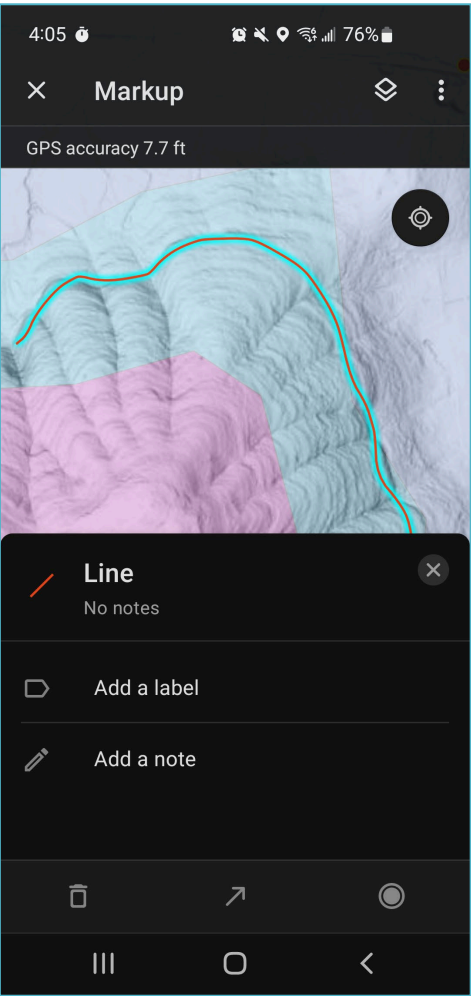 4:05 76%
Markup
GPS accuracy 7.7 ft
Line
No notes
Add a label
Add a note